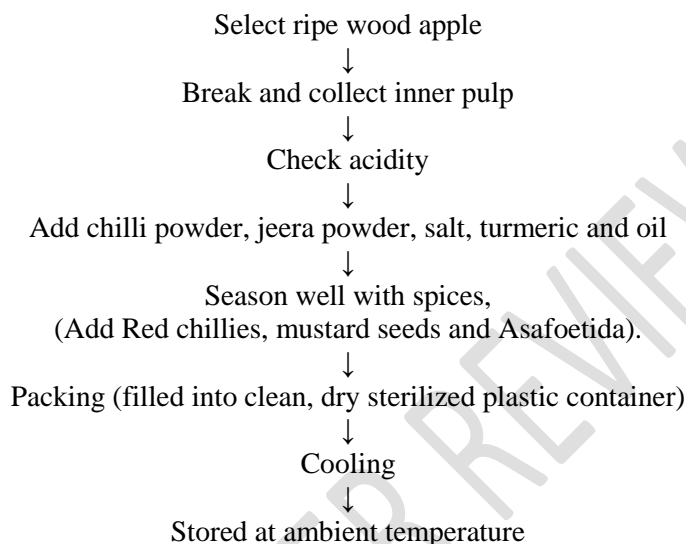 Select ripe wood apple
↓
Break and collect inner pulp
↓
Check acidity
↓
Add chilli powder, jeera powder, salt, turmeric and oil
↓
Season well with spices,
(Add Red chillies, mustard seeds and Asafoetida).
↓
Packing (filled into clean, dry sterilized plastic container)
↓
Cooling
↓
Stored at ambient temperature
ER REVIEW